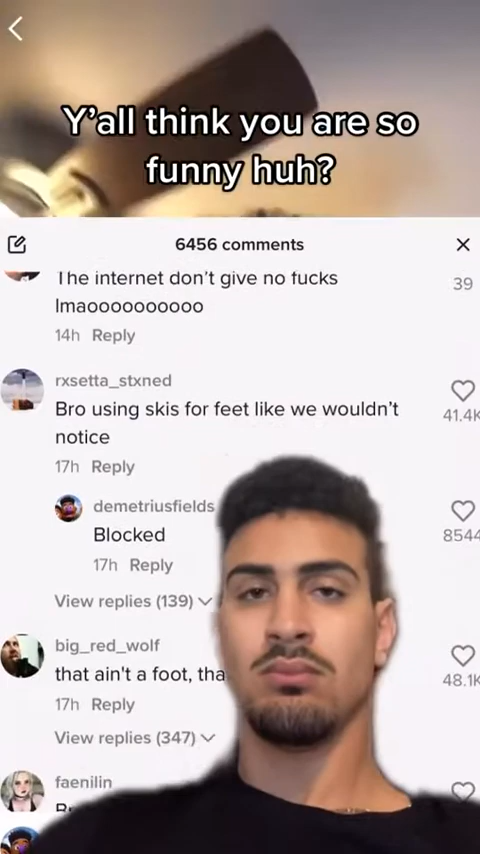 Y'all think you are so
funny huh?
6456 comments
The internet don't give no fucks
lmaoooooooooo
39
14h Reply
rxsetta_stxned
Bro using skis for feet like we wouldn't
notice
41.4K
17h Reply
demetriusfields
Blocked
8544
17h Reply
View replies (139)
big_red_wolf
that ain't a foot, tha
48.1K
17h Reply
View replies (347)
faenilin